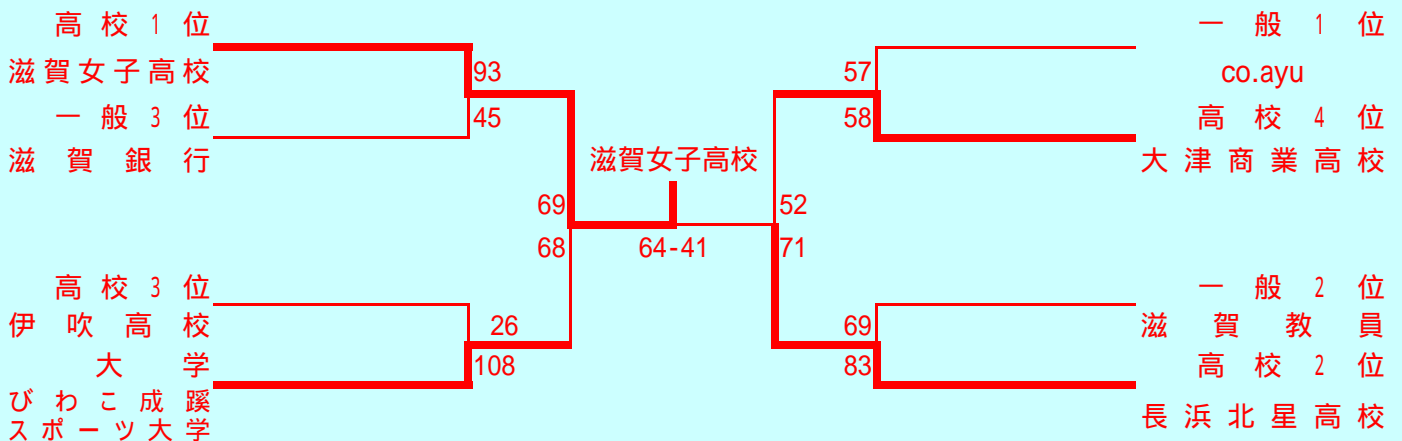 高校1位
滋賀女子高校
一般3位
滋賀銀行
高校3位
伊吹高校
大学
びわこ成蹊
スポーツ大学
93
45
26
108
69
68
滋賀女子高校
64-41
52
71
57
58
69
83
一般1位
co.ayu
高校4位
大津商業高校
一般2位
滋賀教員
高校2位
長浜北星高校